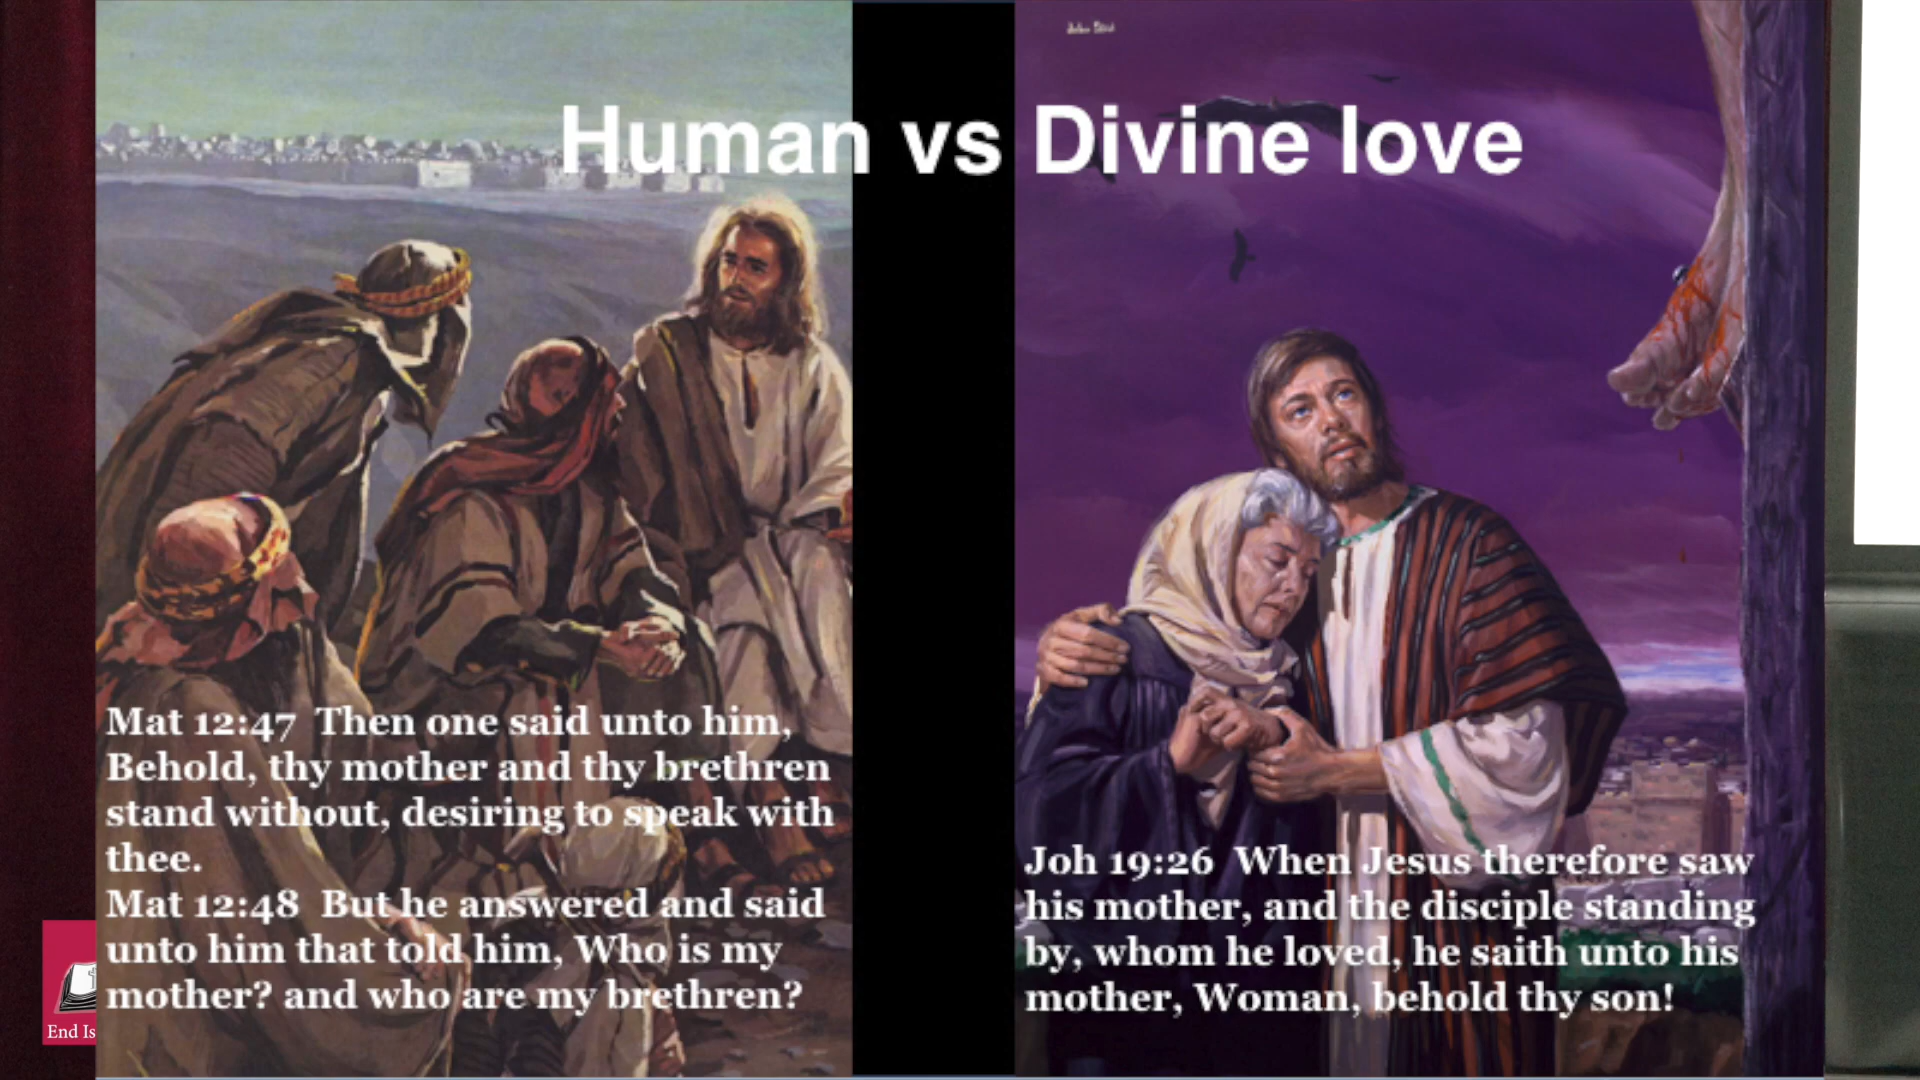 Human vs Divine love
Mat 12:47 Then one said unto him,
Behold, thy mother and thy brethren
stand without, desiring to speak with
thee.
Mat 12:48 But he answered and said
unto him that told him, Who is my
mother? and who are my brethren?
Joh 19:26 When Jesus therefore saw
his mother, and the disciple standing
by, whom he loved, he saith unto his
mother, Woman, behold thy son!
End Is